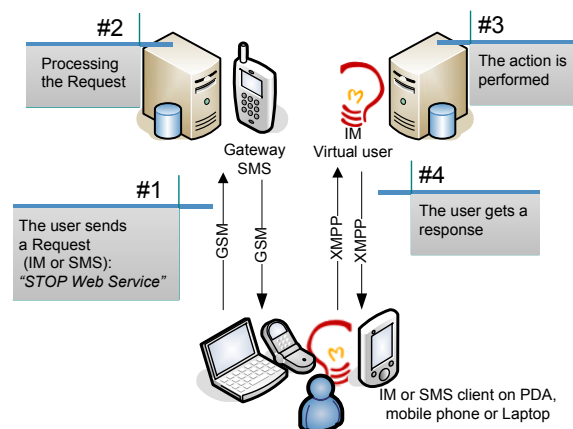 #2
Processing
the Request
#3
The action is
performed
Gateway
SMS
IM
Virtual user
#1
The user sends
a Request
(IM or SMS):
“STOP Web Service”
GSM
GSM
XMPP
XMPP
#4
The user gets a
response
IM or SMS client on PDA,
mobile phone or Laptop